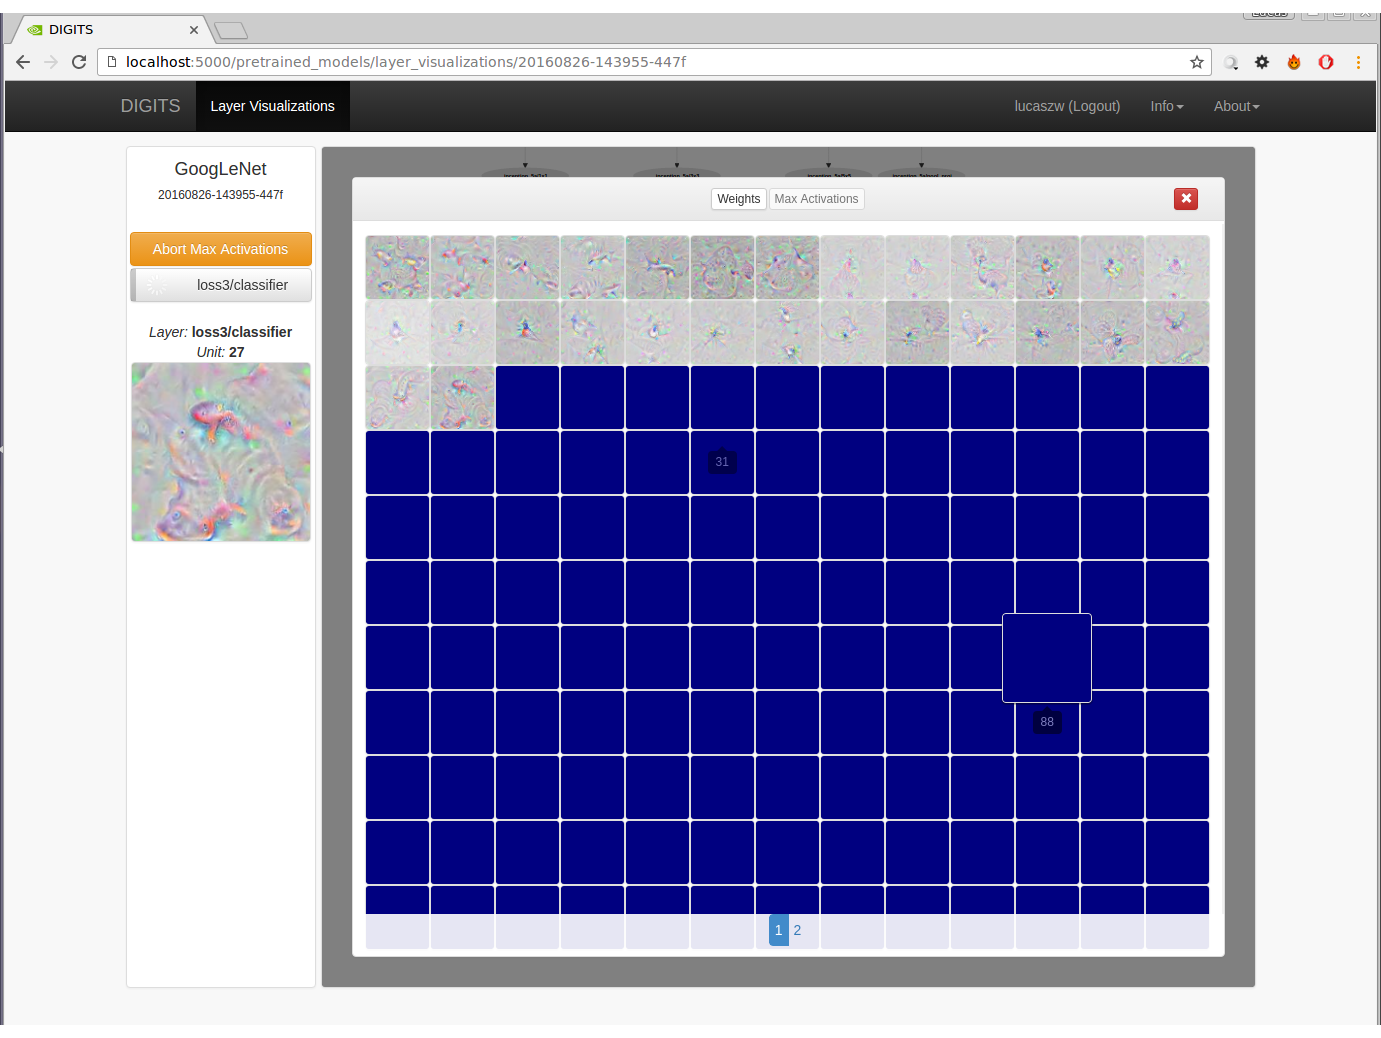 DIGITS
localhost:5000/pretrained_models/layer_visualizations/20160826-143955-447f
DIGITS
Layer Visualizations
lucaszw (Logout)
Info
About
GoogLeNet
20160826-143955-447f
Abort Max Activations
loss3/classifier
Layer: loss3/classifier
Unit: 27
Weights
Max Activations
31
88
1
2